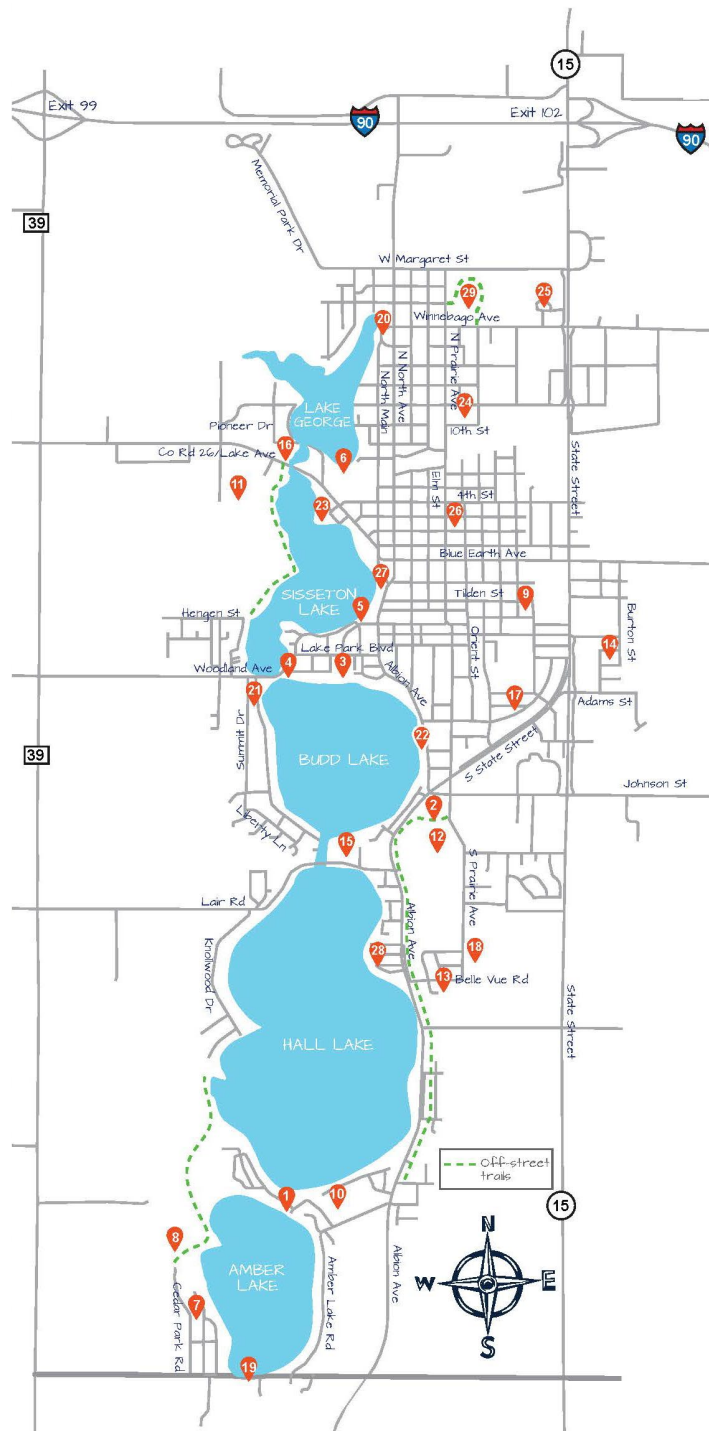 15
Exit 99
90
Exit 102
90
Memorial Park Dr
39
W Margaret St
29
25
Winnebago Ave
20
N North Ave
N Prairie Ave
North Main
24
LAKE
GEORGE
Pioneer Dr
10th St
16
Co Rd 26/Lake Ave
6
State Street
11
Elm St
4th St
23
26
Blue Earth Ave
27
SISSETON
LAKE
Tilden St
9
5
Hengen St
Burton St
Orient St
Lake Park Blvd
14
Woodland Ave
4
3
Albion Ave
21
17
Adams St
Summit Dr
22
S State Street
39
BUDD LAKE
Johnson St
2
Liberty Ln
15
12
S Prairie Ave
Lair Rd
Albion Ave
Knollwood Dr
28
18
13
Belle Vue Rd
State Street
HALL LAKE
Off-street
trails
1
10
15
8
N
AMBER
LAKE
Amber Lake Rd
Albion Ave
W
E
7
Cedar Park Rd
S
19